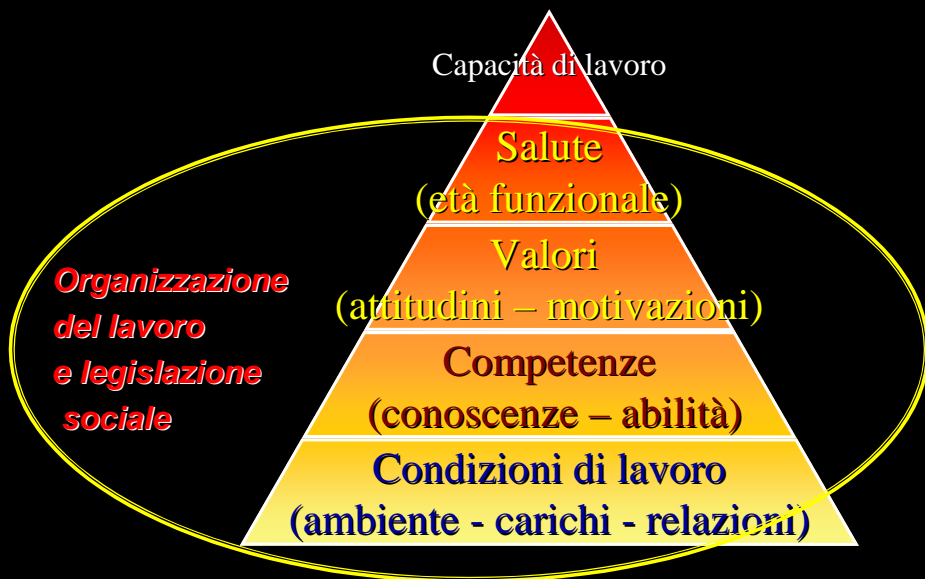 Capacità di lavoro
Salute
(età funzionale)
Valori
(attitudini – motivazioni)
Competenze
(conoscenze – abilità)
Condizioni di lavoro
(ambiente - carichi - relazioni)
Organizzazione
del lavoro
e legislazione
sociale